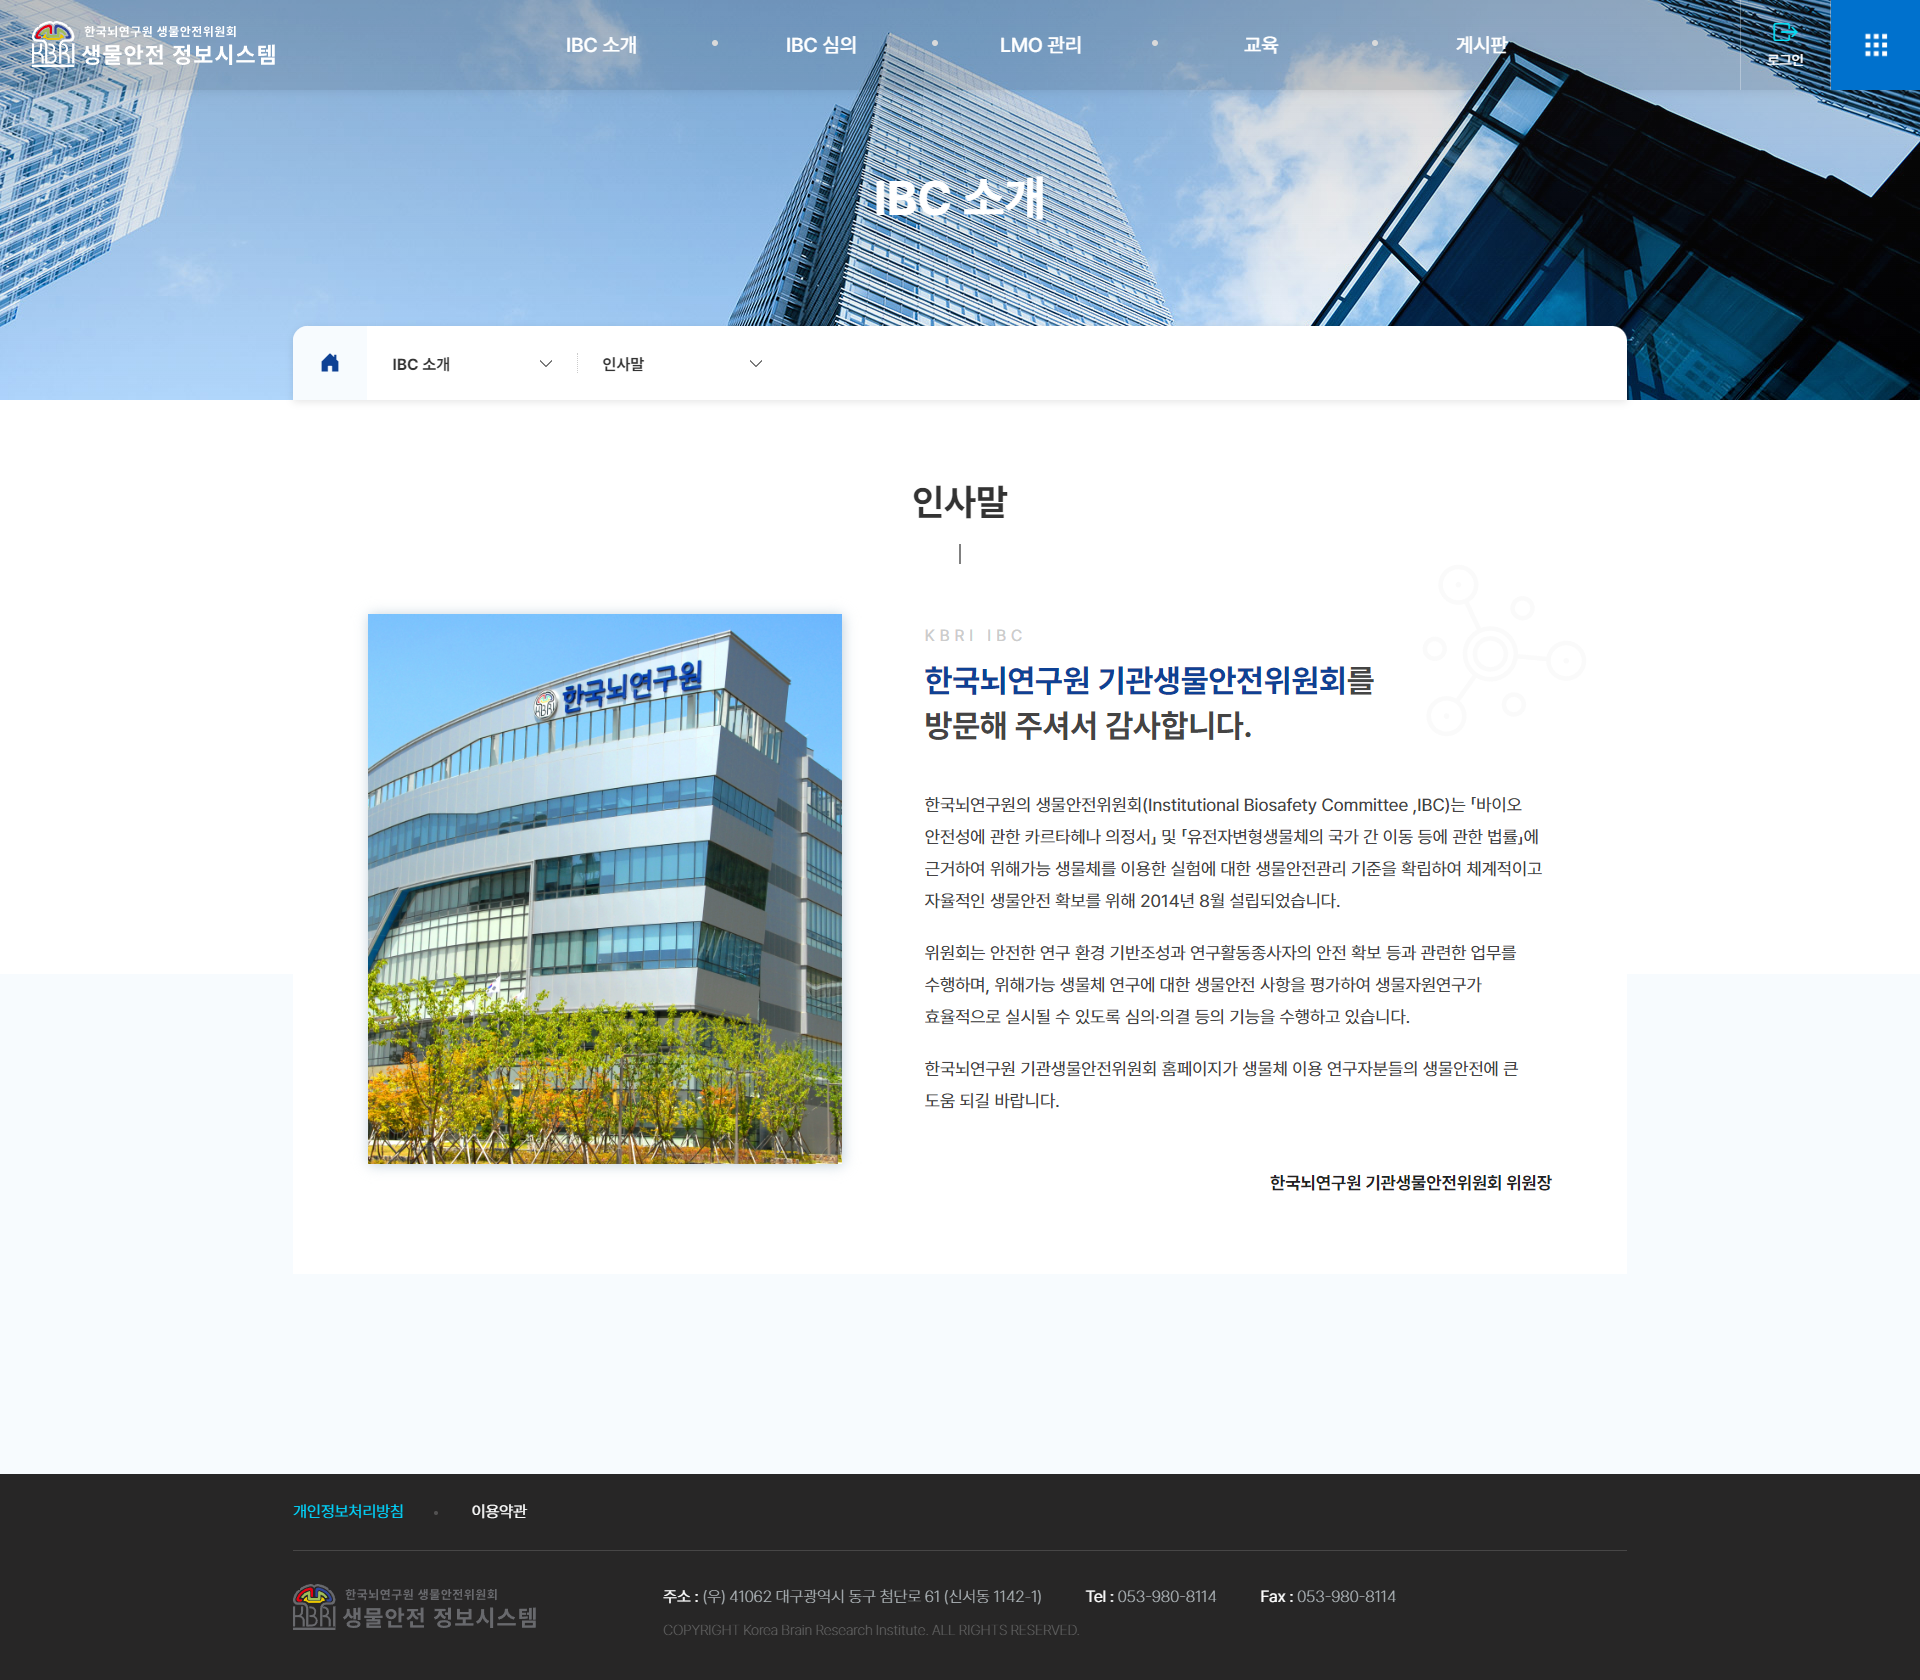 한국뇌연구원 생물안전위원회
KBRI 생물안전 정보시스템
IBC 소개
IBC 심의
LMO 관리
교육
게시판
로그인
IBC 소개
IBC 소개
인사말
인사말
한국뇌연구원
KBRI IBC
한국뇌연구원 기관생물안전위원회를
방문해 주셔서 감사합니다.
한국뇌연구원의 생물안전위원회(Institutional Biosafety Committee ,IBC)는 「바이오
안전성에 관한 카르타헤나 의정서」 및 「유전자변형생물체의 국가 간 이동 등에 관한 법률」에
근거하여 위해가능 생물체를 이용한 실험에 대한 생물안전관리 기준을 확립하여 체계적이고
자율적인 생물안전 확보를 위해 2014년 8월 설립되었습니다.
위원회는 안전한 연구 환경 기반조성과 연구활동종사자의 안전 확보 등과 관련한 업무를
수행하며, 위해가능 생물체 연구에 대한 생물안전 사항을 평가하여 생물자원연구가
효율적으로 실시될 수 있도록 심의·의결 등의 기능을 수행하고 있습니다.
한국뇌연구원 기관생물안전위원회 홈페이지가 생물체 이용 연구자분들의 생물안전에 큰
도움 되길 바랍니다.
한국뇌연구원 기관생물안전위원회 위원장
개인정보처리방침
이용약관
한국뇌연구원 생물안전위원회
KBRI 생물안전 정보시스템
주소 : (우) 41062 대구광역시 동구 첨단로 61 (신서동 1142-1) Tel : 053-980-8114 Fax : 053-980-8114
COPYRIGHT Korea Brain Research Institute. ALL RIGHTS RESERVED.